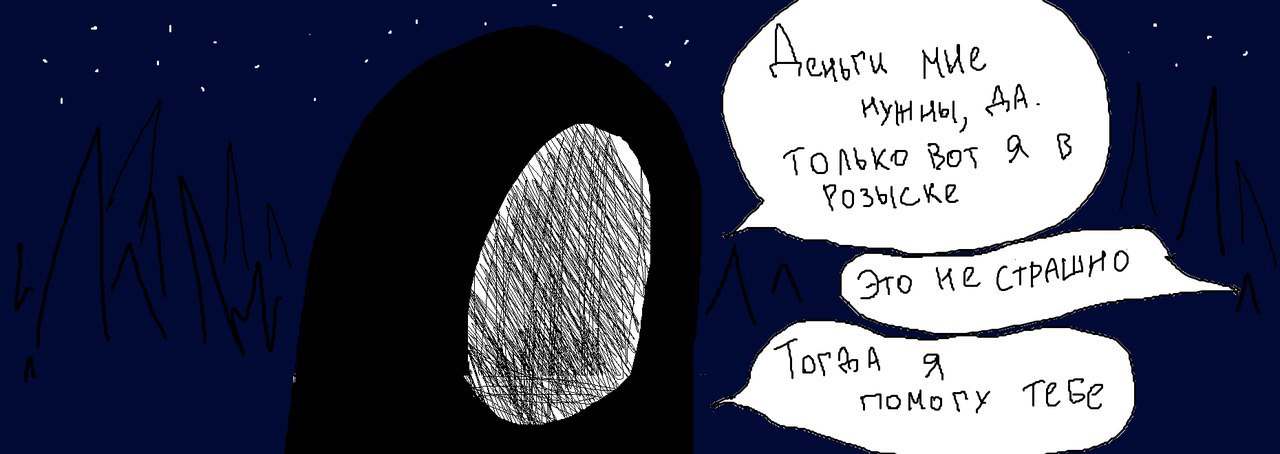 Деньги мне
нужны, да.
только вот я в
розыске
Это не страшно
Тогда я
помогу тебе